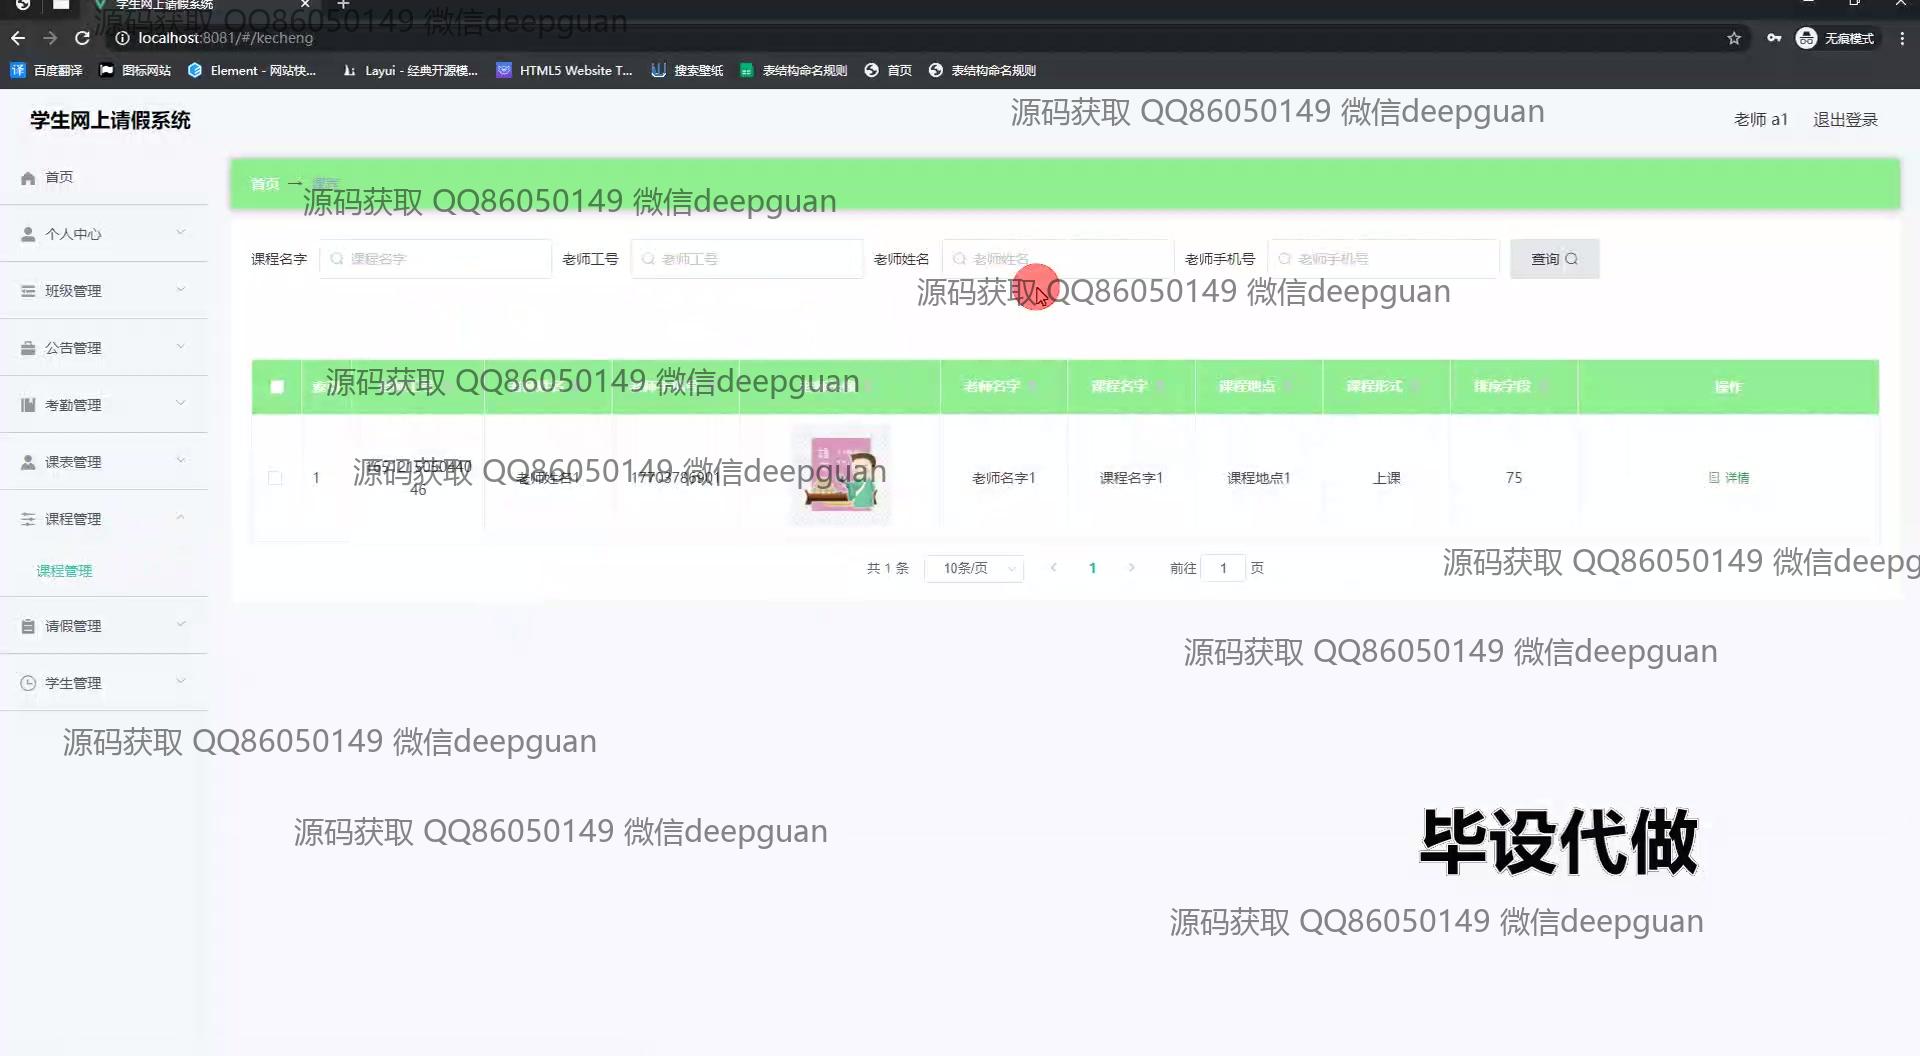 学生网上请假系统
源码获取 QQ86050149 微信deepguan
localhost:8081/#/kecheng
无痕模式
百度翻译 图标网站 Element - 网站快... Layui - 经典开源模... HTML5 Website T... 搜索壁纸 表结构命名规则 首页 表结构命名规则
学生网上请假系统
源码获取 QQ86050149 微信deepguan
老师 a1 退出登录
首页
首页 →
源码获取 QQ86050149 微信deepguan
个人中心
课程名字 课程名字 老师工号 老师工号 老师姓名 老师姓名 老师手机号 老师手机号 查询
班级管理
源码获取 QQ86050149 微信deepguan
公告管理
源码获取 QQ86050149 微信deepguan
老师名字 课程名字 课程地点 课程形式 排序字段 操作
考勤管理
课表管理
源码获取 QQ86050149 微信deepguan
1 46 老师姓名1 17703786901 老师名字1 课程名字1 课程地点1 上课 75 详情
课程管理
课程管理
共 1 条 10条/页 1 前往 1 页
源码获取 QQ86050149 微信deepg
请假管理
源码获取 QQ86050149 微信deepguan
学生管理
源码获取 QQ86050149 微信deepguan
源码获取 QQ86050149 微信deepguan
毕设代做
源码获取 QQ86050149 微信deepguan